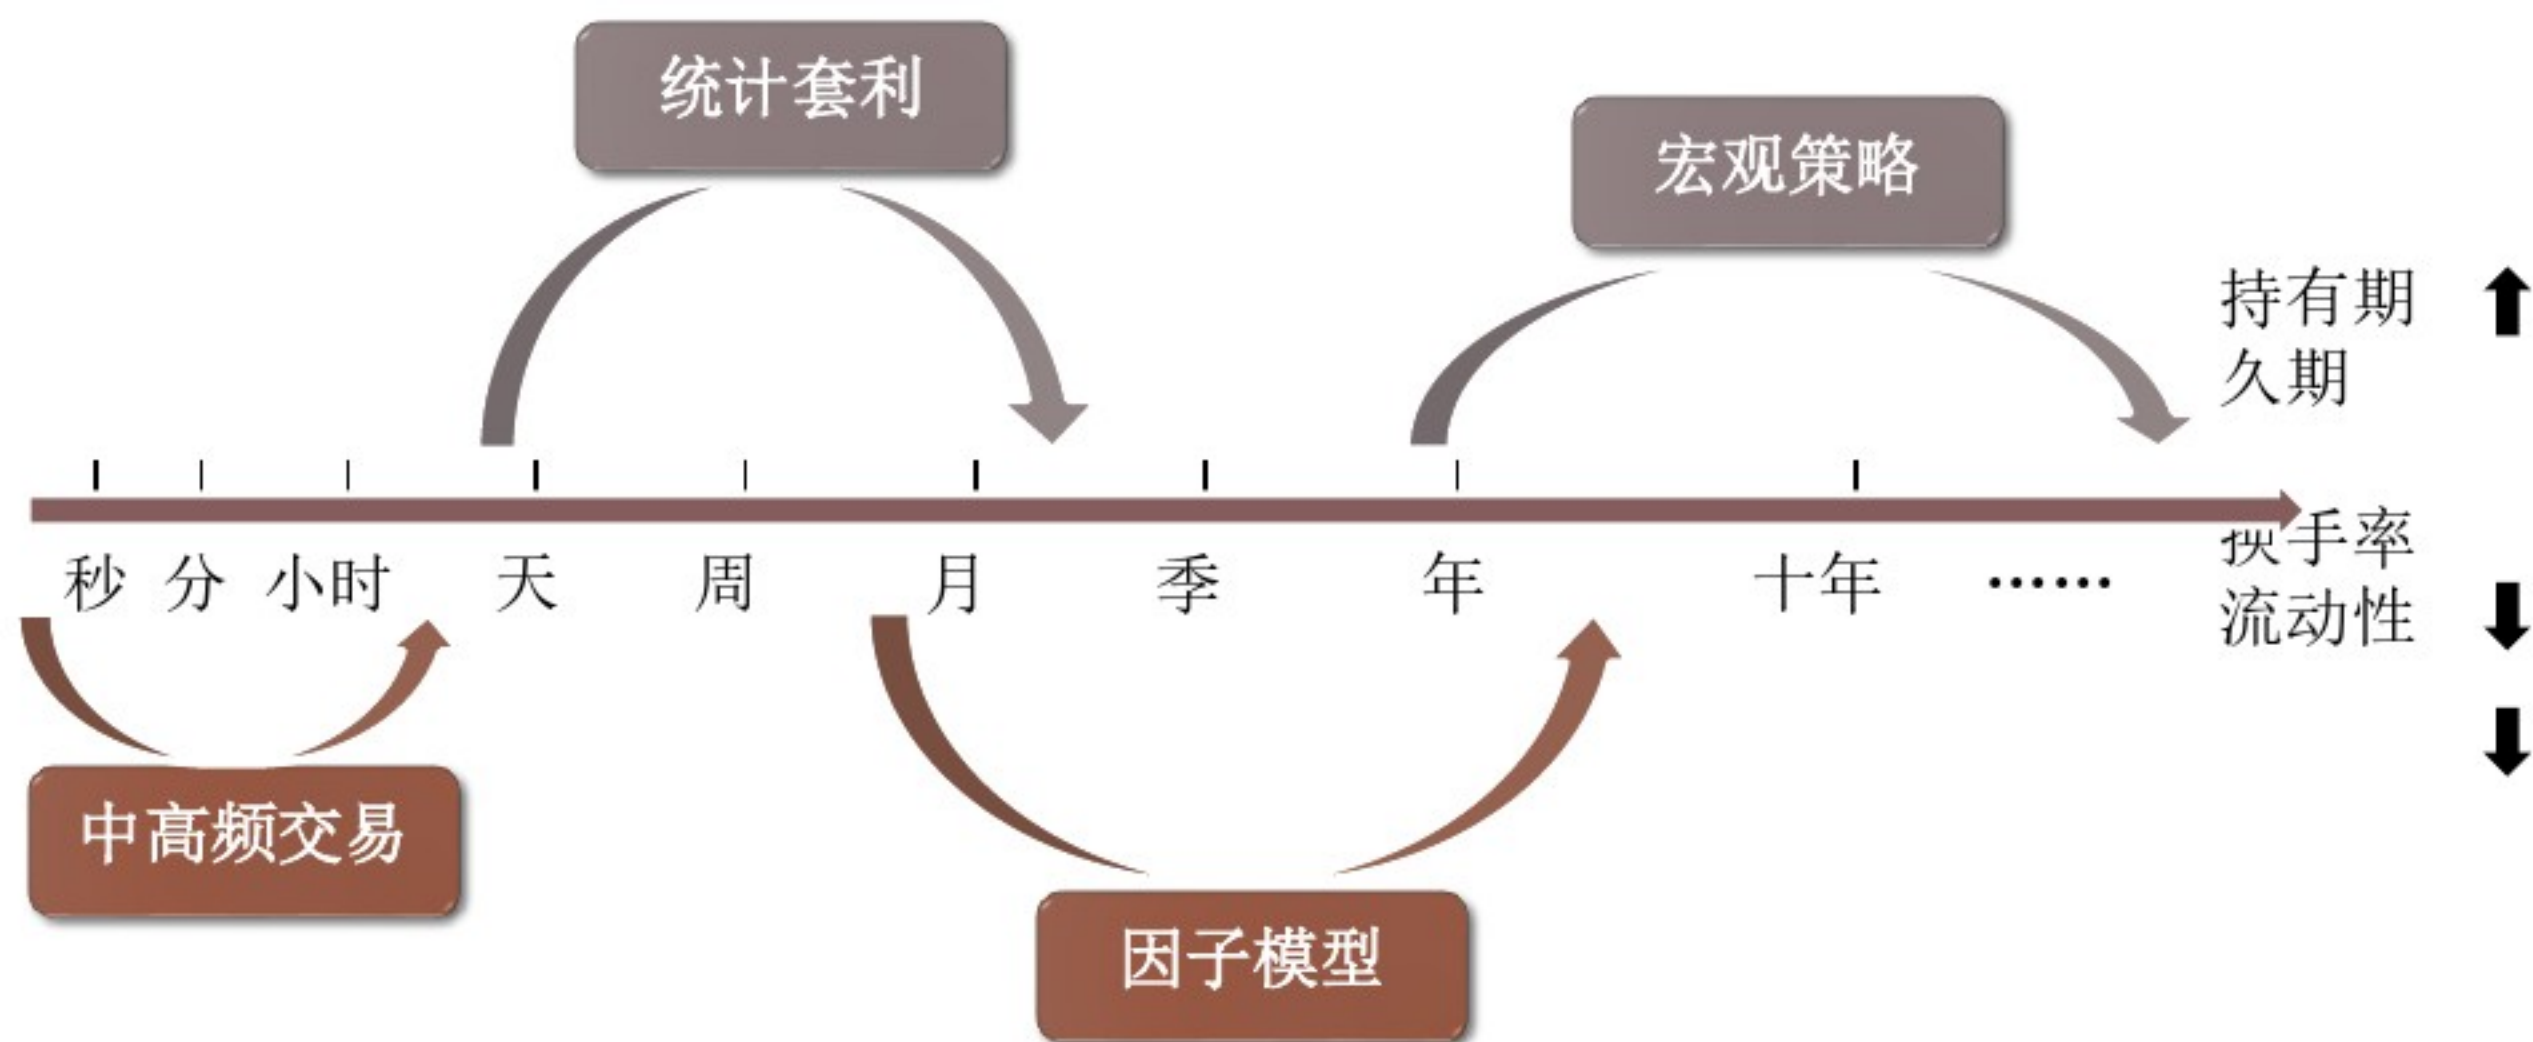 统计套利
宏观策略
持有期
久期
秒 分 小时 天 周 月 季 年 十年 ……
换手率
流动性
中高频交易
因子模型